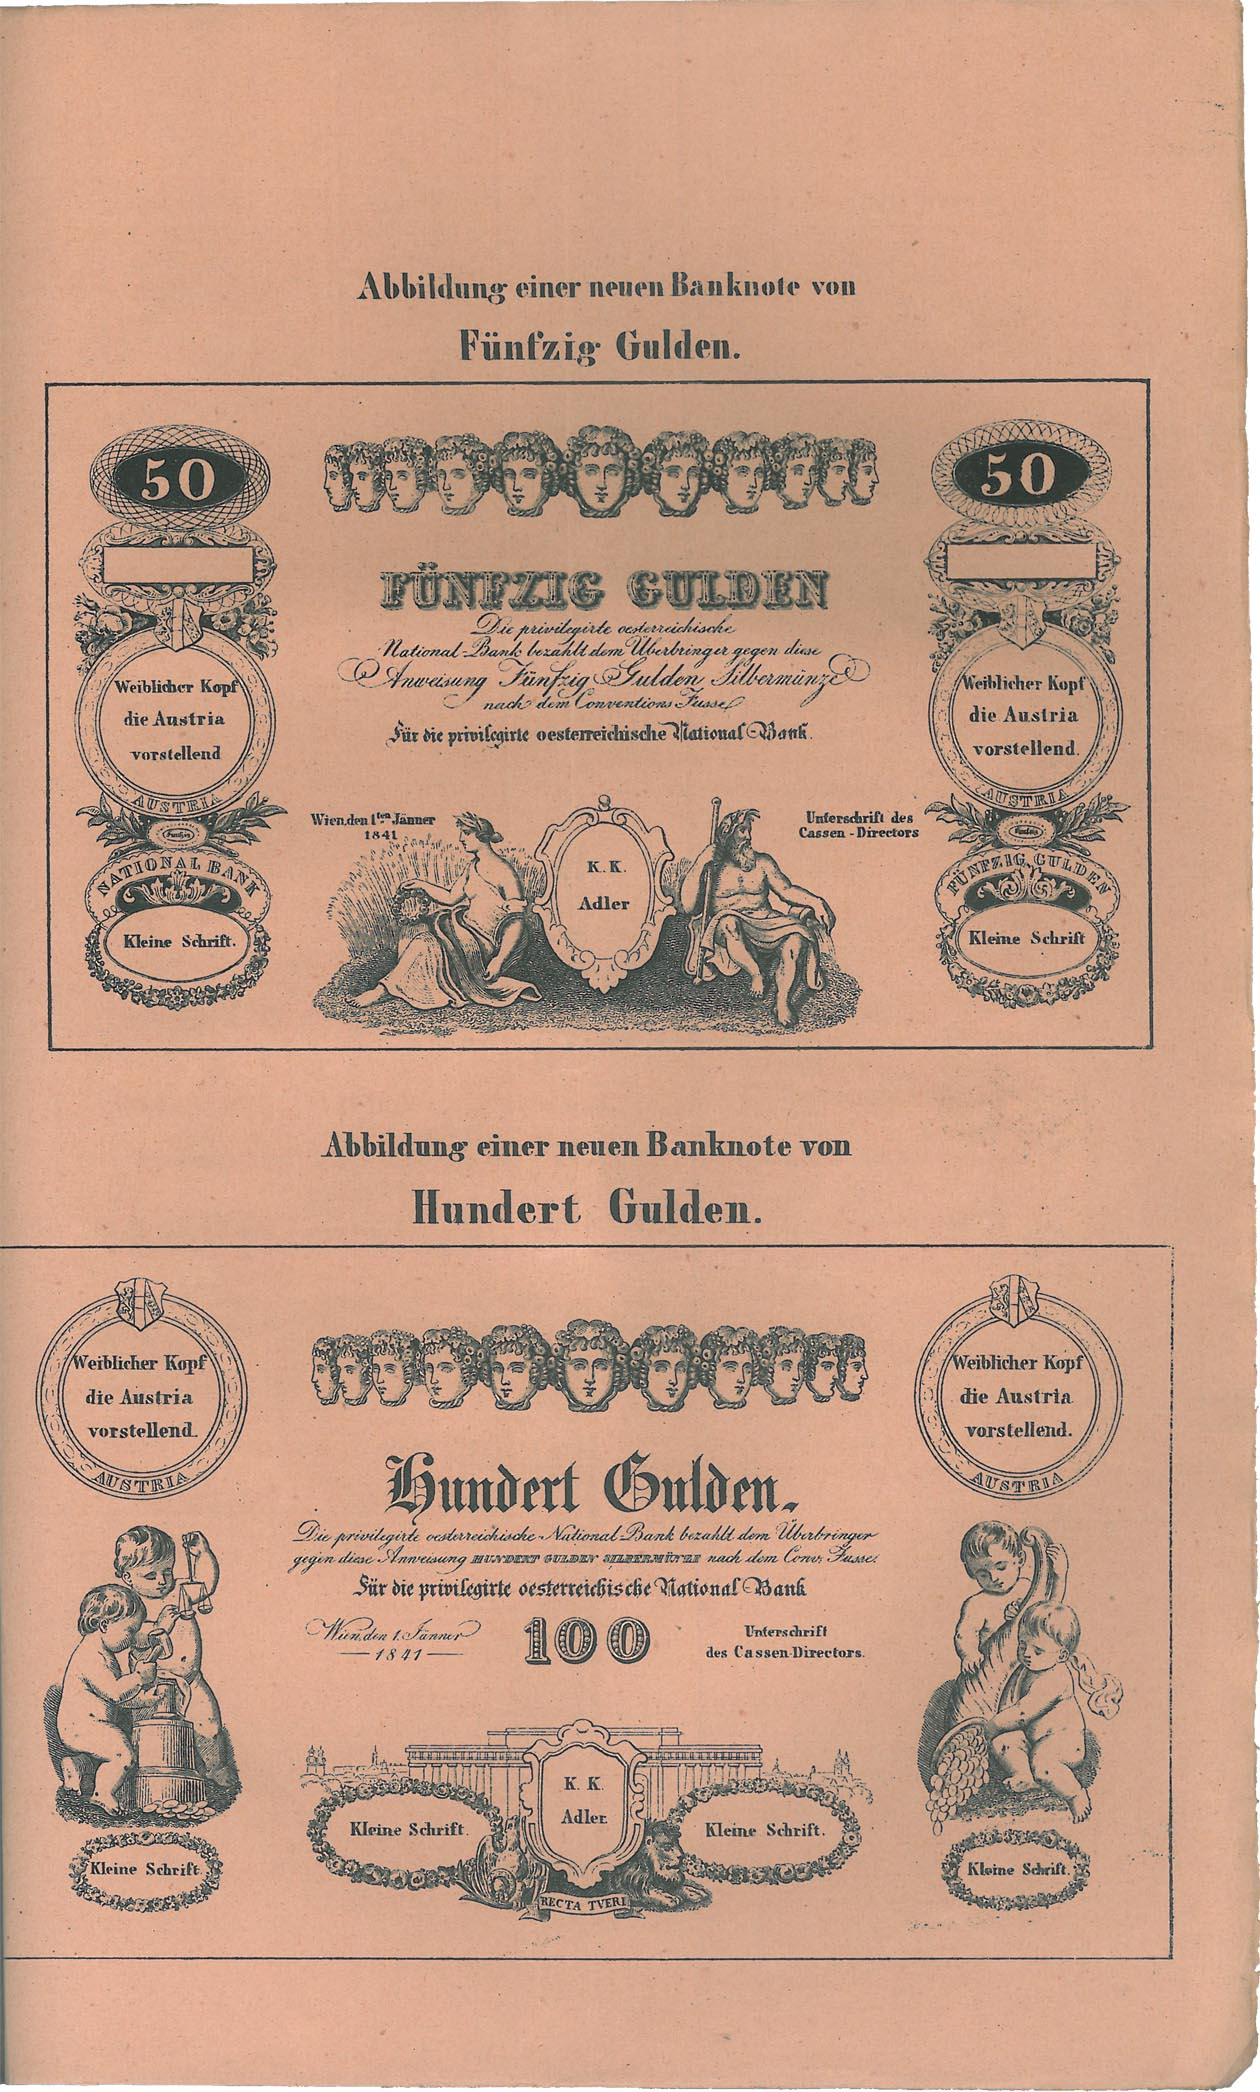 Abbildung einer neuen Banknote von
Fünfzig Gulden.
50
50
FÜNFZIG GULDEN
Die privilegirte oesterreichische
National-Bank bezahlt dem Überbringer gegen diese
Anweisung Fünfzig Gulden Silbermünze
nach dem Conventions Fusse
Für die privilegirte oesterreichische National Bank.
Weiblicher Kopf
die Austria
vorstellend
AUSTRIA
Weiblicher Kopf
die Austria
vorstellend.
AUSTRIA
Wien, den 1ten Jänner
1841
Unterschrift des
Cassen-Directors
K. K.
Adler
Fünfzig
NATIONAL BANK
Kleine Schrift.
Fünfzig
FÜNFZIG GULDEN
Kleine Schrift
Abbildung einer neuen Banknote von
Hundert Gulden.
Weiblicher Kopf
die Austria
vorstellend.
AUSTRIA
Weiblicher Kopf
die Austria
vorstellend.
AUSTRIA
Hundert Gulden.
Die privilegirte oesterreichische National-Bank bezahlt dem Überbringer
gegen diese Anweisung HUNDERT GULDEN SILBERMÜNZE nach dem Conv. Fusse.
Für die privilegirte oesterreichische National Bank
Wien, den 1. Jänner
1841
100
Unterschrift
des Cassen-Directors.
K. K.
Adler.
Kleine Schrift.
Kleine Schrift.
RECTA TVERI
Kleine Schrift.
Kleine Schrift.